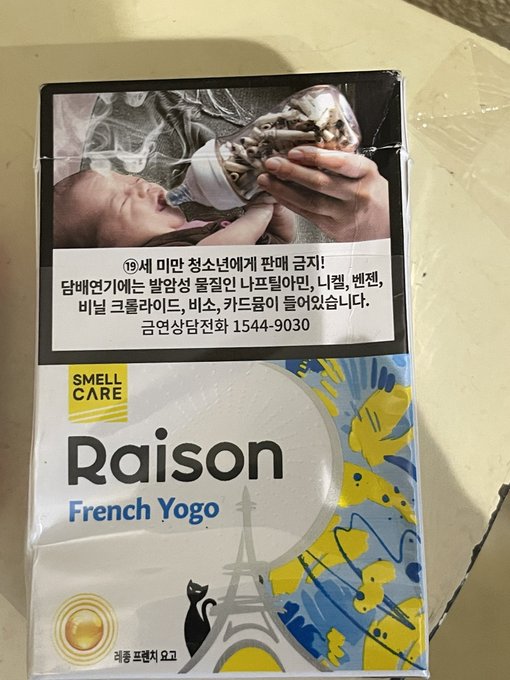 ⑲세 미만 청소년에게 판매 금지!
담배연기에는 발암성 물질인 나프틸아민, 니켈, 벤젠,
비닐 크롤라이드, 비소, 카드뮴이 들어있습니다.
금연상담전화 1544-9030
SMELL
CARE
Raison
French Yogo
레종 프렌치 요고